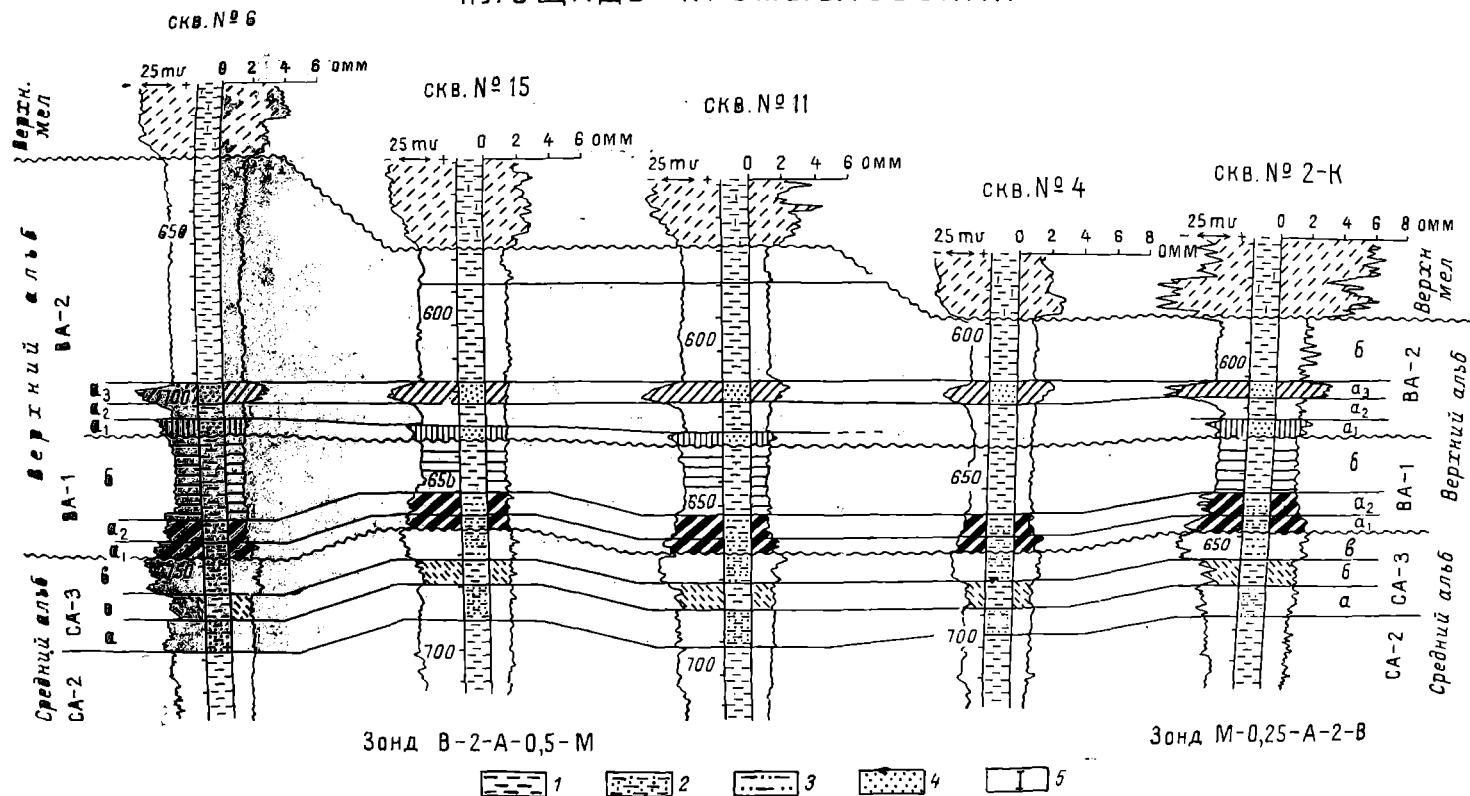 скв. № 6
25mv 0 2 4 6 омм
скв. № 15
25mv 0 2 4 6 омм
скв. № 11
25mv 0 2 4 6 омм
скв. № 4
25mv 0 2 4 6 8 омм
скв. № 2-К
25mv 0 2 4 6 8 омм
Верхн. мел
Верхний альб
Средний альб
ВА-2
ВА-1
СА-3
СА-2
а3
а2
а1
б
а2
а1
650
700
750
600
650
700
600
650
700
600
650
700
600
650
б
а3
а2
а1
б
а2
а1
в
б
а
ВА-2
ВА-1
СА-3
СА-2
Верхн мел
Верхний альб
Средний альб
Зонд В-2-А-0,5-М
Зонд М-0,25-А-2-В
1 2 3 4 5